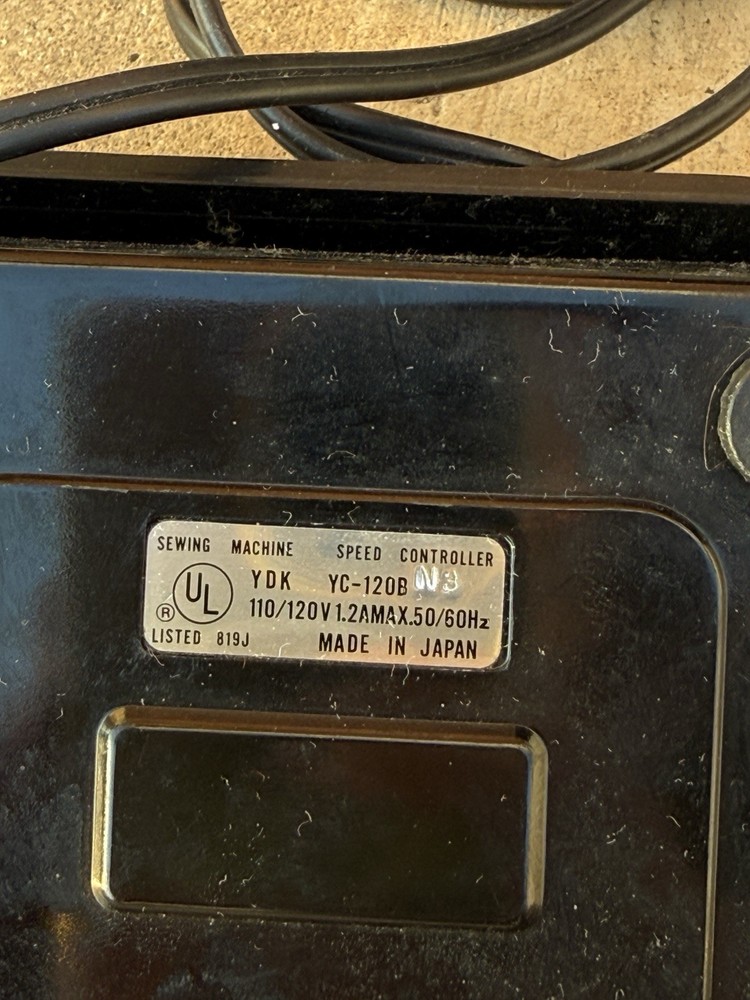 SEWING MACHINE SPEED CONTROLLER
UL YDK YC-120B N3
® 110/120V 1.2AMAX.50/60Hz
LISTED 819J MADE IN JAPAN